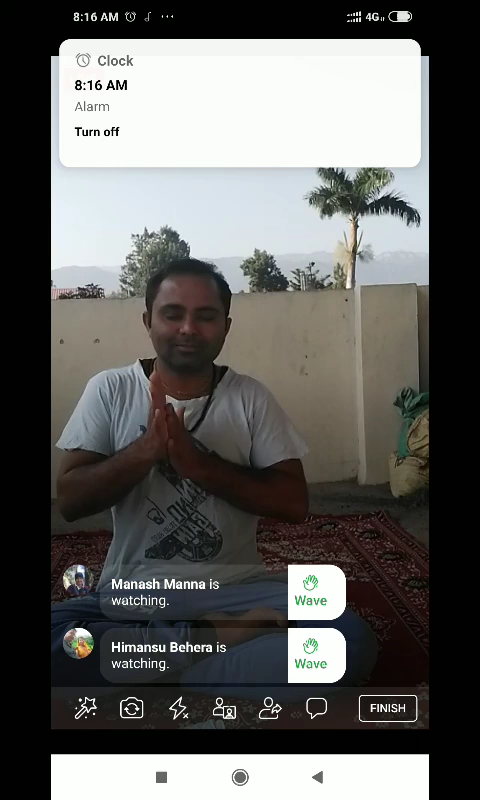 8:16 AM
4G
Clock
8:16 AM
Alarm
Turn off
Manash Manna is
watching.
Wave
Himansu Behera is
watching.
Wave
FINISH